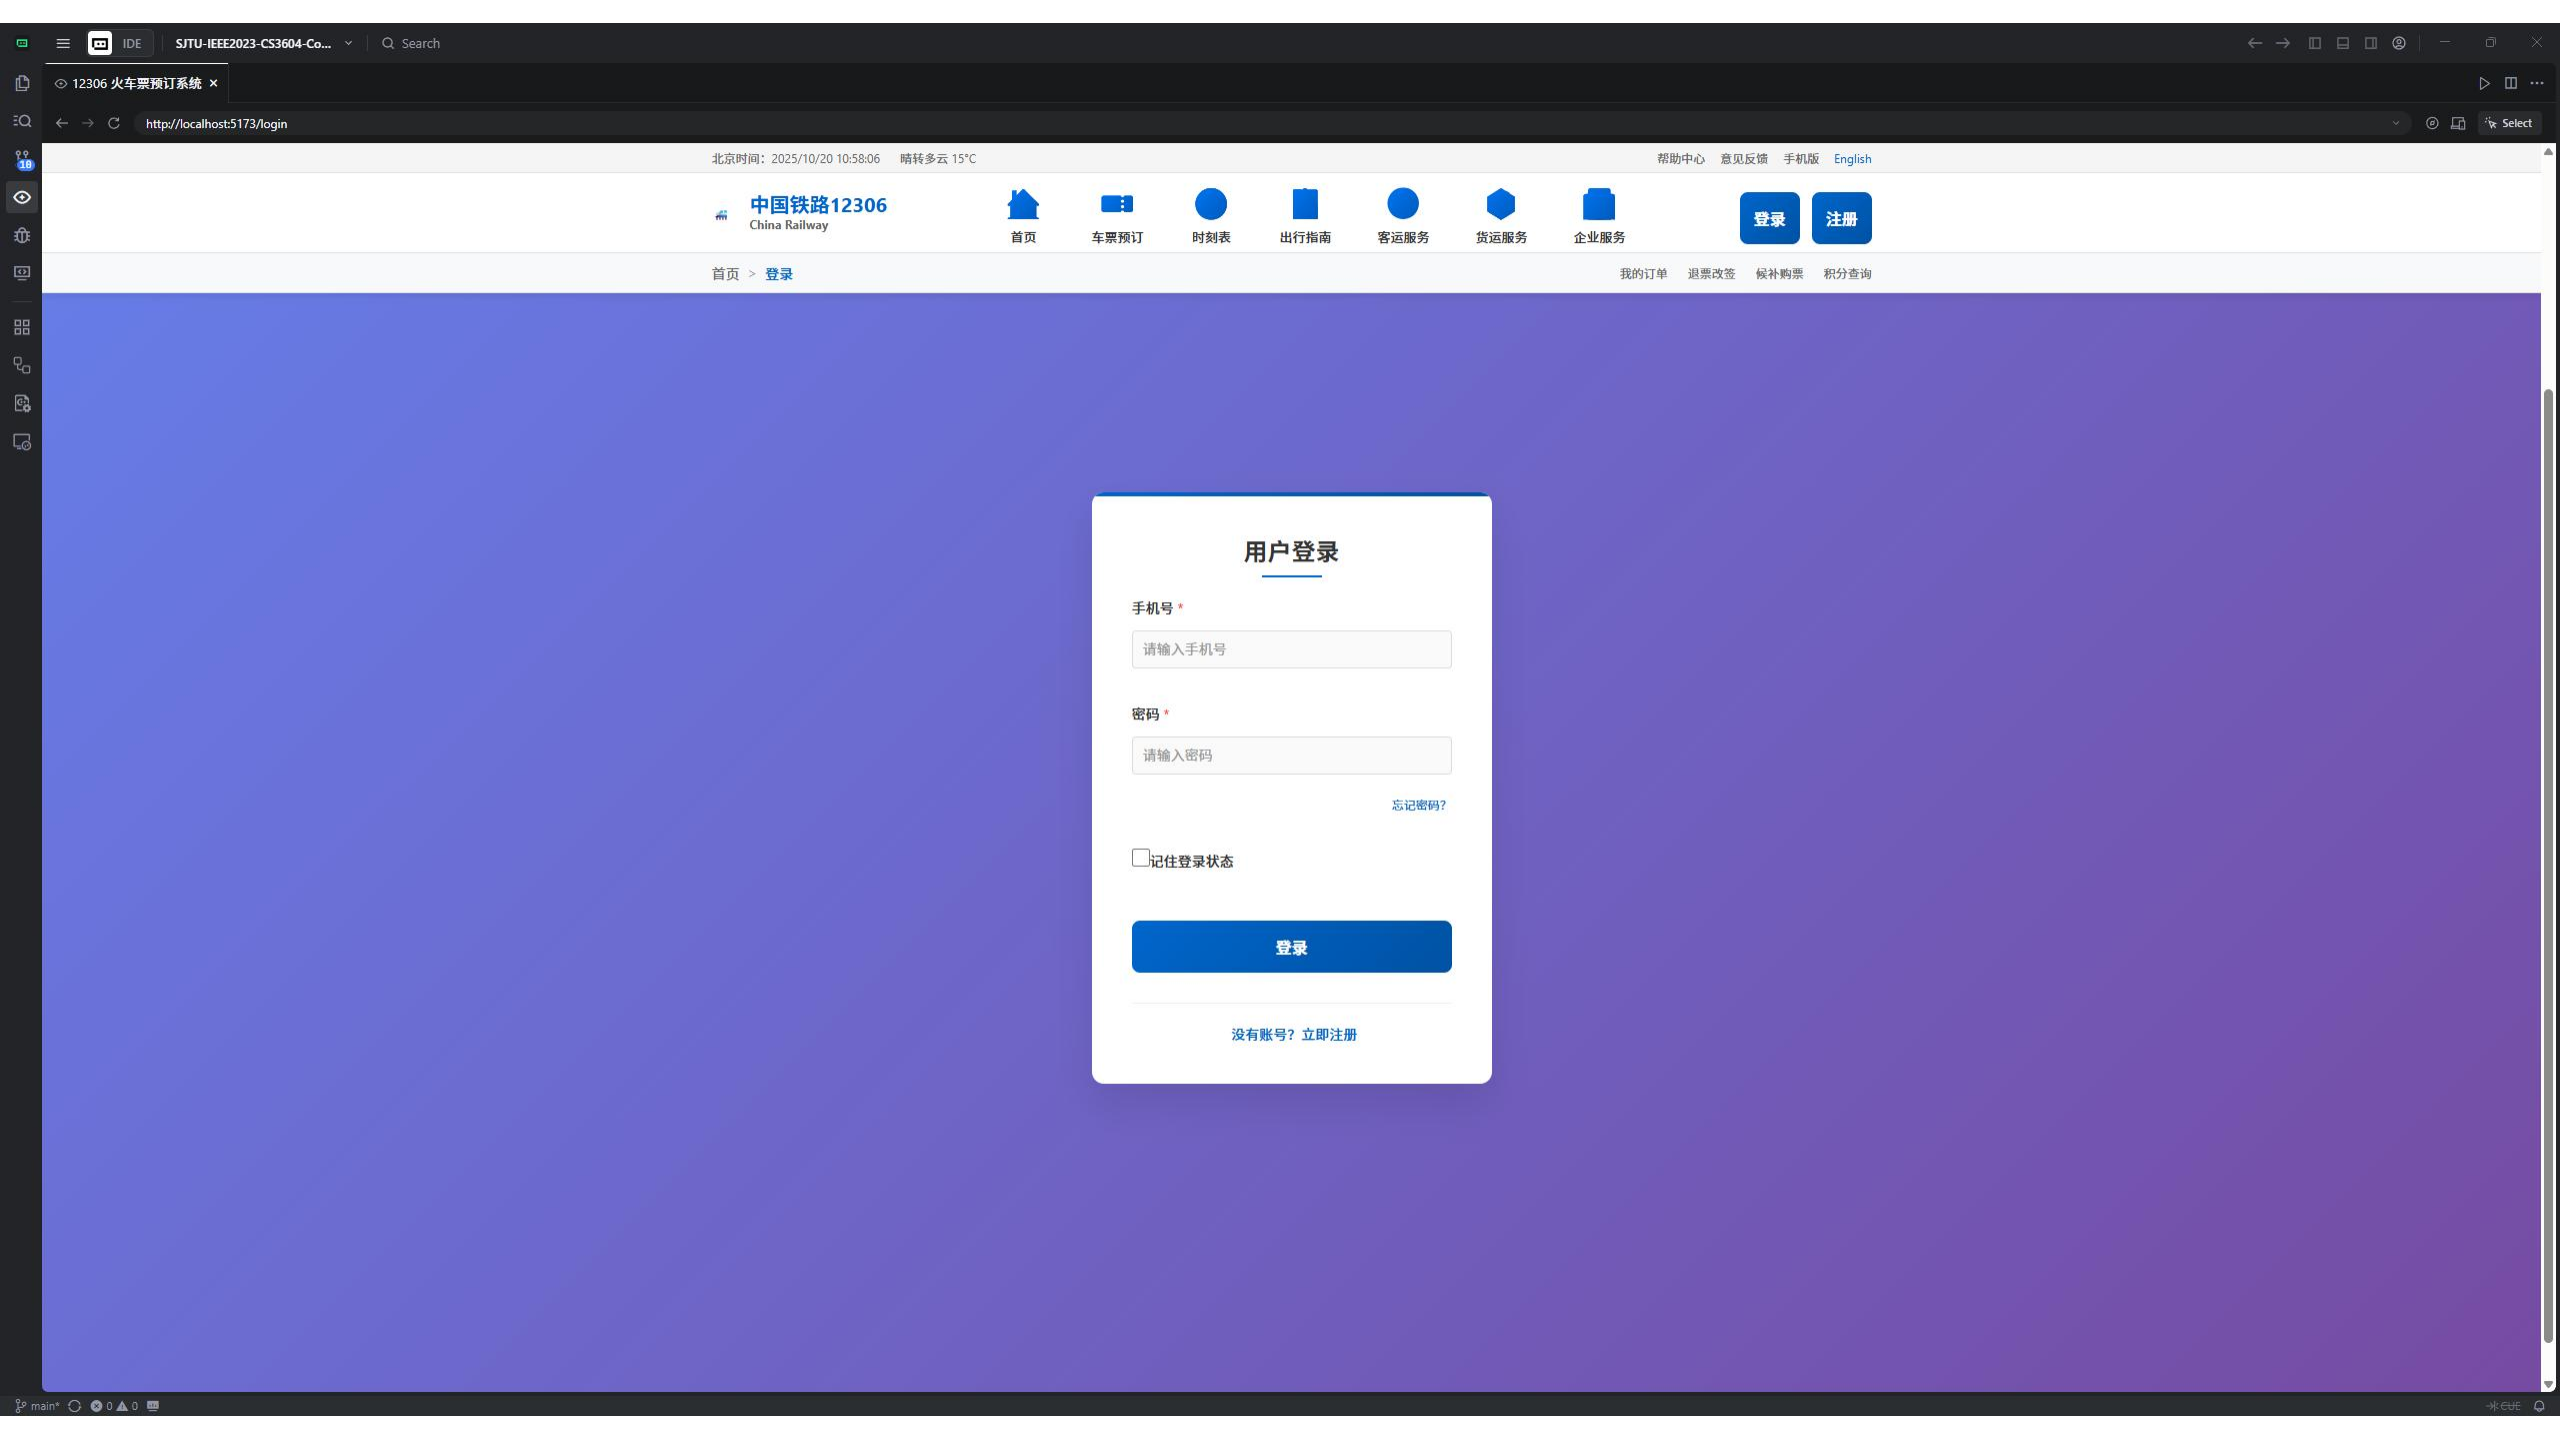 IDE SJTU-IEEE2023-CS3604-Co... Search
12306 火车票预订系统
http://localhost:5173/login Select
10
北京时间：2025/10/20 10:58:06 晴转多云 15°C 帮助中心 意见反馈 手机版 English
中国铁路12306
China Railway
首页 车票预订 时刻表 出行指南 客运服务 货运服务 企业服务 登录 注册
首页 > 登录 我的订单 退票改签 候补购票 积分查询
用户登录
手机号 *
请输入手机号
密码 *
请输入密码
忘记密码？
记住登录状态
登录
没有账号？立即注册
main* 0 0 CUE